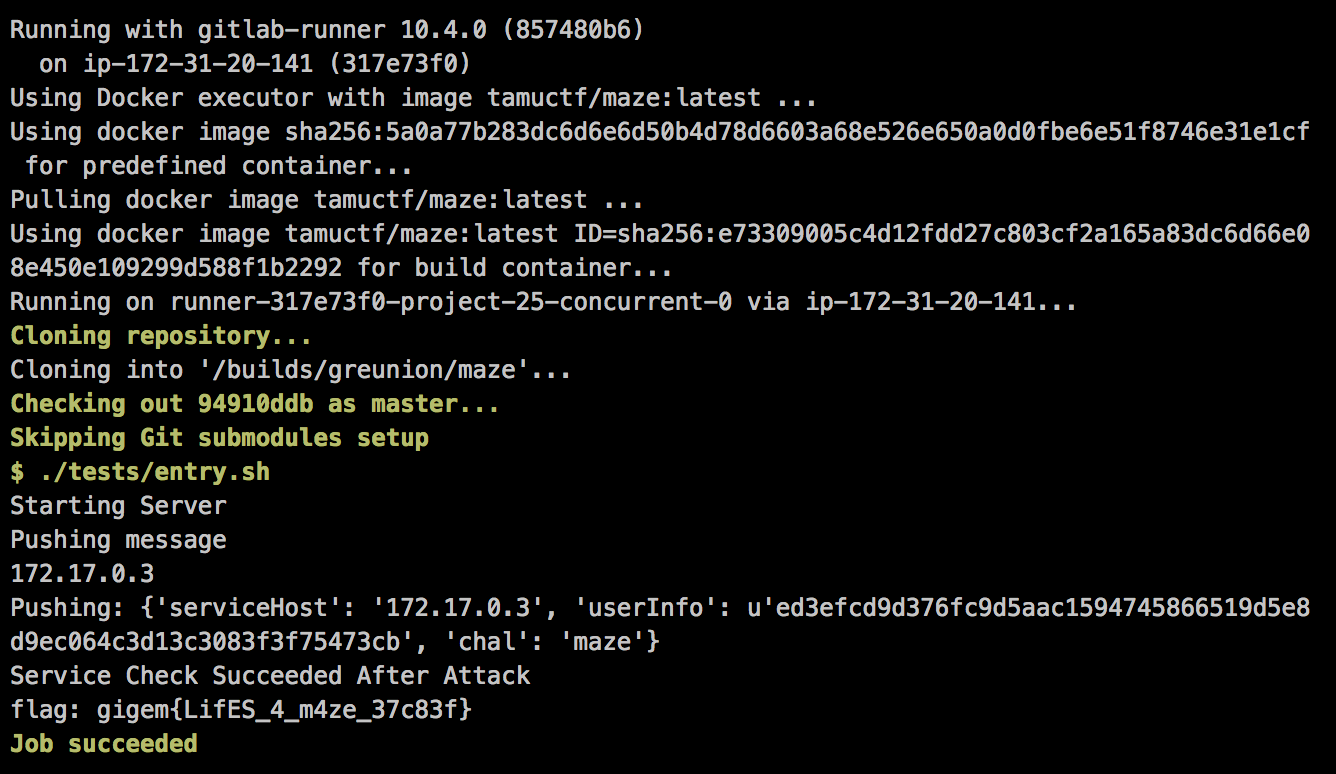 Running with gitlab-runner 10.4.0 (857480b6)
  on ip-172-31-20-141 (317e73f0)
Using Docker executor with image tamuctf/maze:latest ...
Using docker image sha256:5a0a77b283dc6d6e6d50b4d78d6603a68e526e650a0d0fbe6e51f8746e31e1cf
 for predefined container...
Pulling docker image tamuctf/maze:latest ...
Using docker image tamuctf/maze:latest ID=sha256:e73309005c4d12fdd27c803cf2a165a83dc6d66e0
8e450e109299d588f1b2292 for build container...
Running on runner-317e73f0-project-25-concurrent-0 via ip-172-31-20-141...
Cloning repository...
Cloning into '/builds/greunion/maze'...
Checking out 94910ddb as master...
Skipping Git submodules setup
$ ./tests/entry.sh
Starting Server
Pushing message
172.17.0.3
Pushing: {'serviceHost': '172.17.0.3', 'userInfo': u'ed3efcd9d376fc9d5aac1594745866519d5e8
d9ec064c3d13c3083f3f75473cb', 'chal': 'maze'}
Service Check Succeeded After Attack
flag: gigem{LifES_4_m4ze_37c83f}
Job succeeded